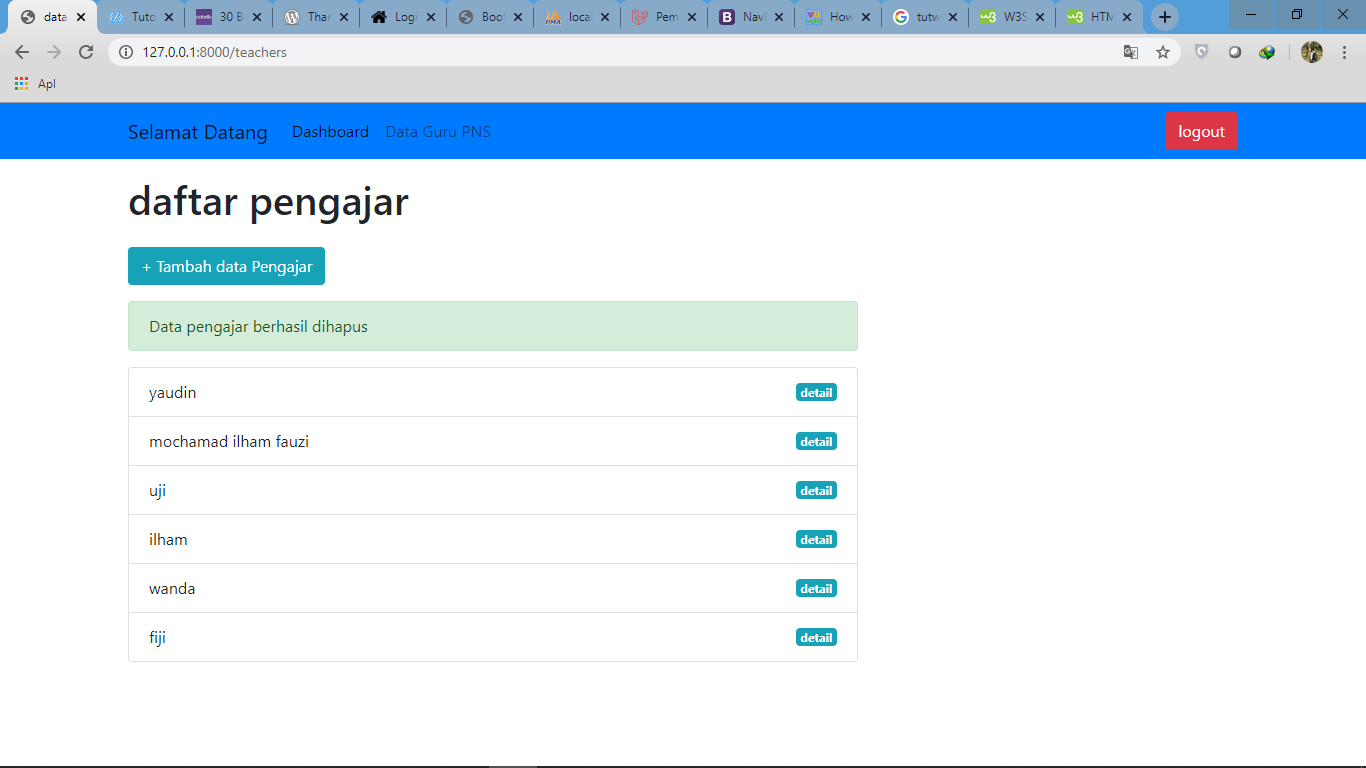 data
Tuto
30 B
Than
Logi
Boot
loca
Pem
Navb
How
tutw
W3S
HTM
127.0.0.1:8000/teachers
Apl
Selamat Datang Dashboard Data Guru PNS logout
daftar pengajar
+ Tambah data Pengajar
Data pengajar berhasil dihapus
yaudin detail
mochamad ilham fauzi detail
uji detail
ilham detail
wanda detail
fiji detail